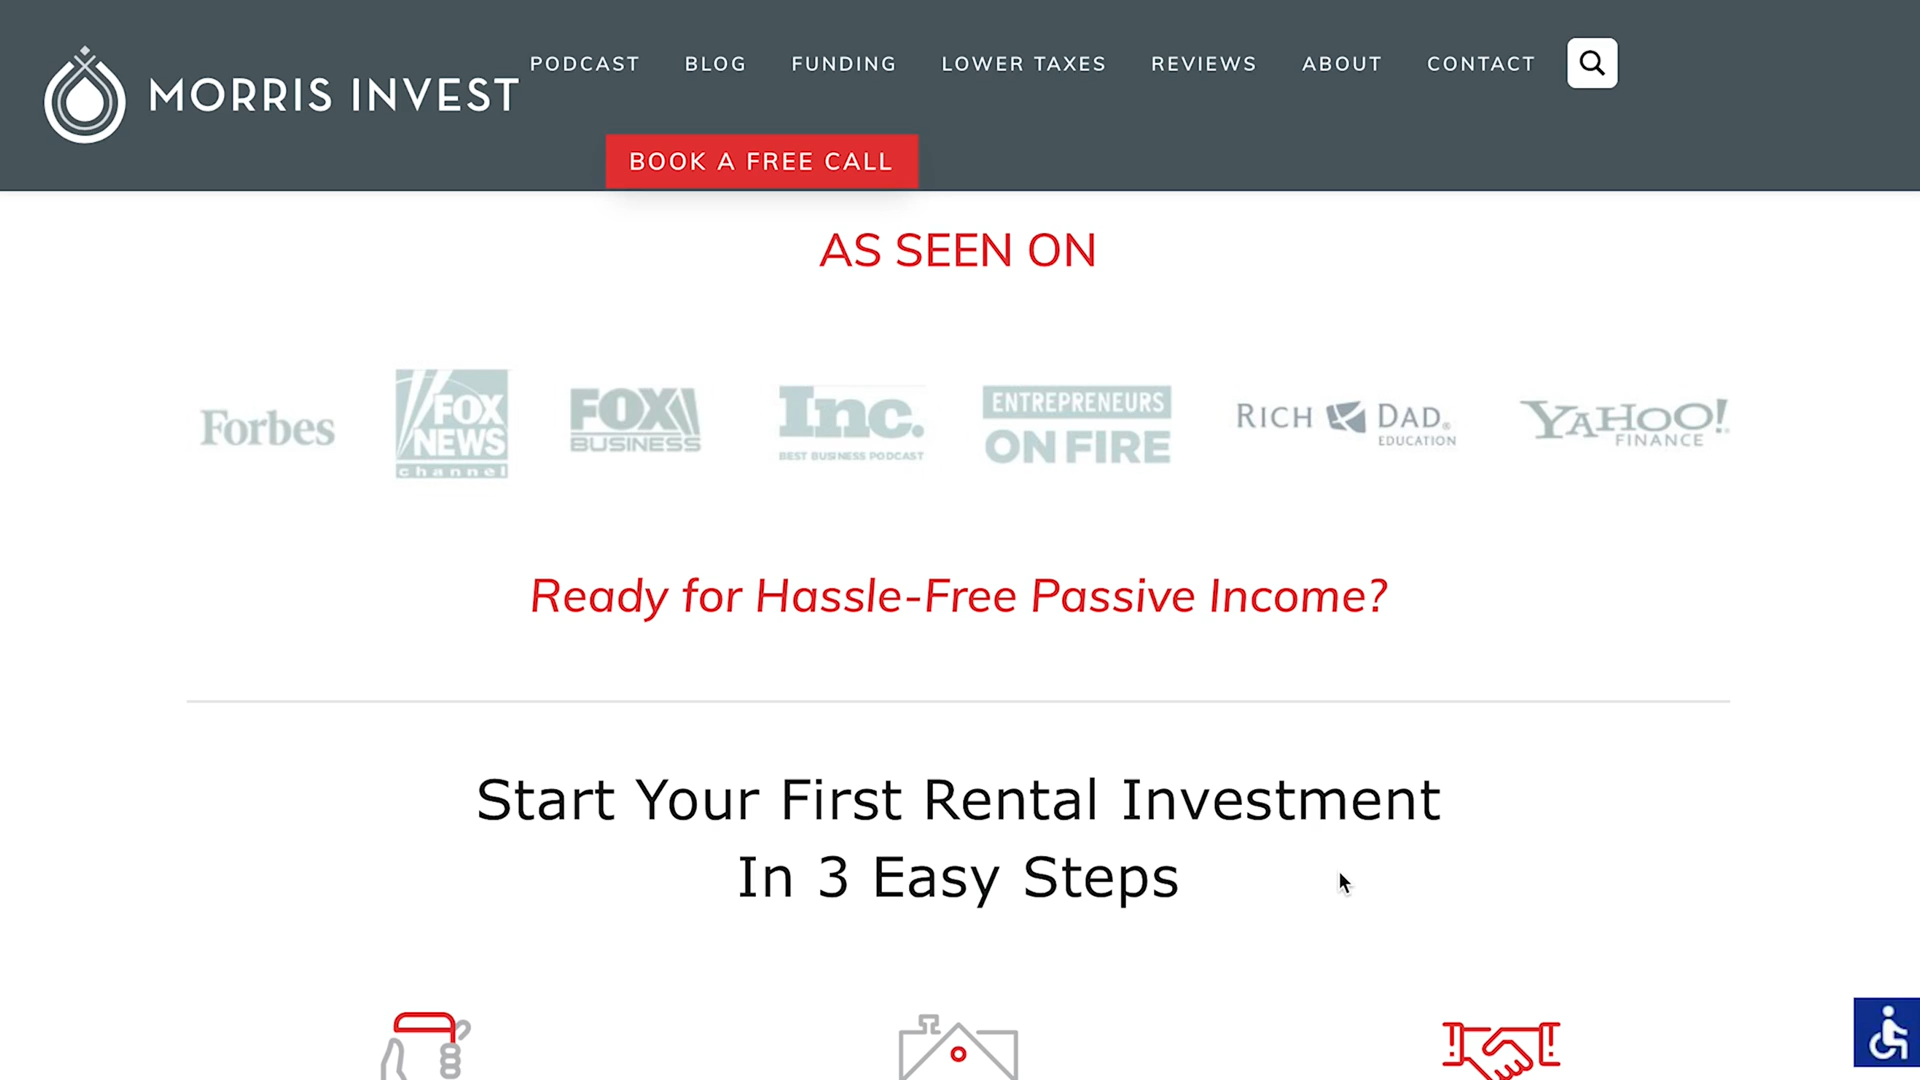 MORRIS INVEST
PODCAST BLOG FUNDING LOWER TAXES REVIEWS ABOUT CONTACT
BOOK A FREE CALL
AS SEEN ON
Forbes
FOX NEWS channel
FOX BUSINESS
Inc. BEST BUSINESS PODCAST
ENTREPRENEURS ON FIRE
RICH DAD® EDUCATION
YAHOO! FINANCE
Ready for Hassle-Free Passive Income?
Start Your First Rental Investment
In 3 Easy Steps